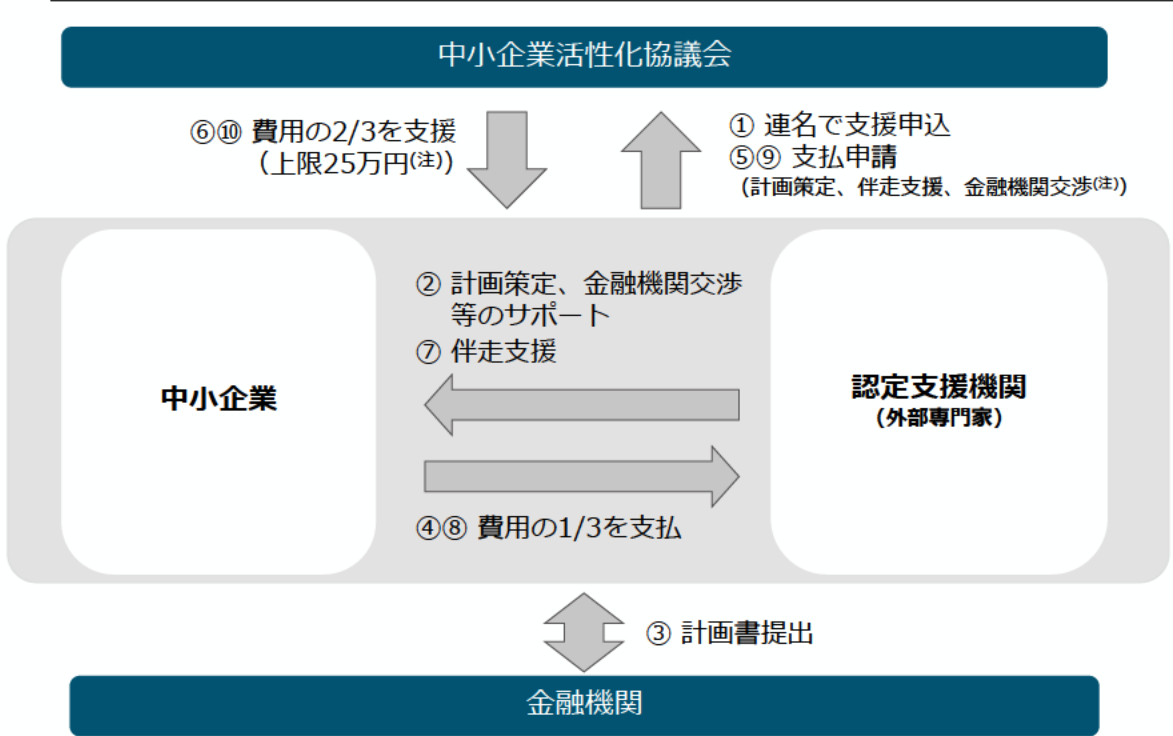 中小企業活性化協議会
⑥⑩ 費用の2/3を支援
(上限25万円(注))
① 連名で支援申込
⑤⑨ 支払申請
(計画策定、伴走支援、金融機関交渉(注))
② 計画策定、金融機関交渉
等のサポート
⑦ 伴走支援
中小企業
認定支援機関
(外部専門家)
④⑧ 費用の1/3を支払
③ 計画書提出
金融機関